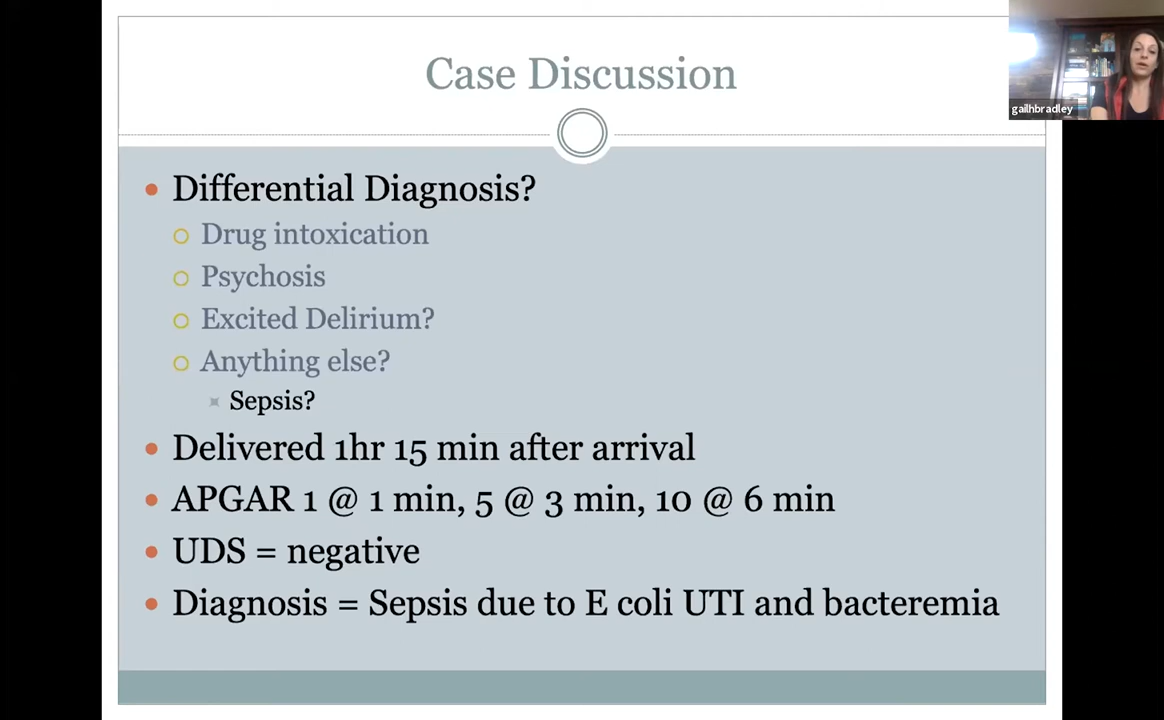 Case Discussion
gailhbradley
Differential Diagnosis?
Drug intoxication
Psychosis
Excited Delirium?
Anything else?
Sepsis?
Delivered 1hr 15 min after arrival
APGAR 1 @ 1 min, 5 @ 3 min, 10 @ 6 min
UDS = negative
Diagnosis = Sepsis due to E coli UTI and bacteremia